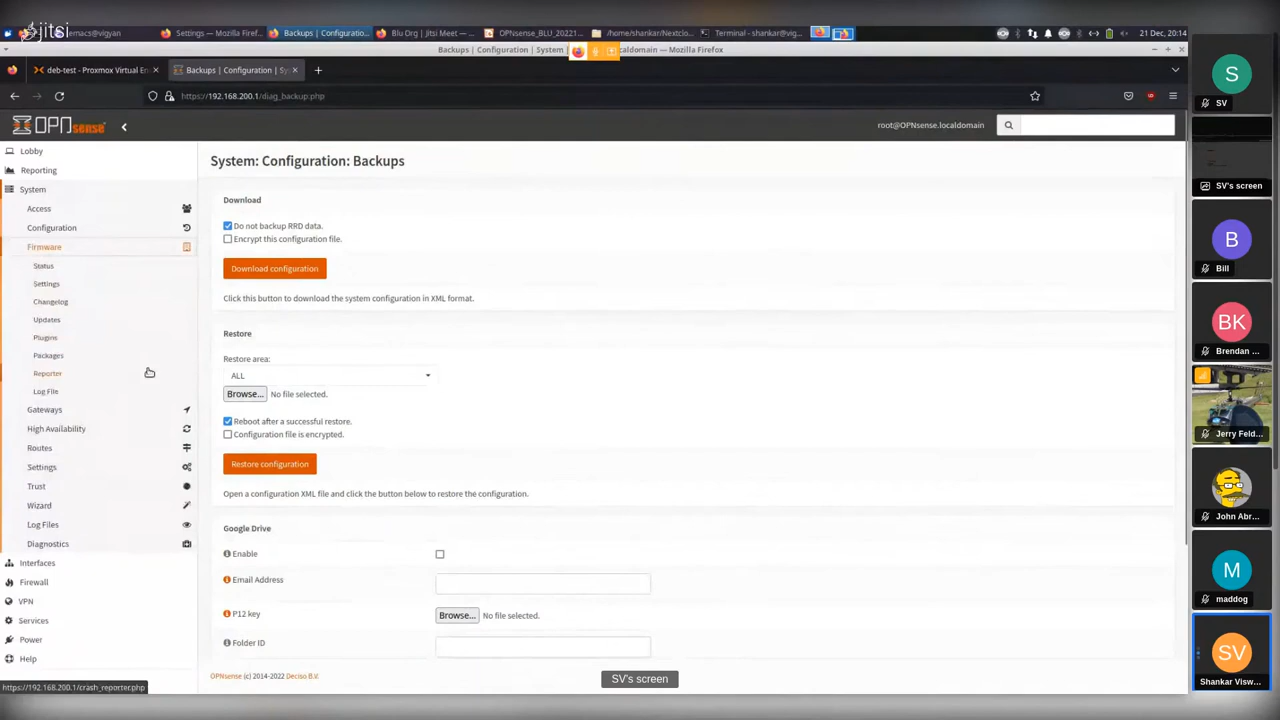 jitsi
emacs@vigyan
Settings — Mozilla F...
Backups | Configuratio...
Blu Org | Jitsi Meet — ...
OPNsense_BLU_20221...
/home/shankar/Nextclo...
Terminal - shankar@vig...
21 Dec, 20:14
Backups | Configuration | System | caldomain — Mozilla Firefox
deb-test - Proxmox Virtual En
Backups | Configuration | Sy
https://192.168.200.1/diag_backup.php
OPNsense
root@OPNsense.localdomain
Lobby
Reporting
System
Access
Configuration
Firmware
Status
Settings
Changelog
Updates
Plugins
Packages
Reporter
Log File
Gateways
High Availability
Routes
Settings
Trust
Wizard
Log Files
Diagnostics
Interfaces
Firewall
VPN
Services
Power
Help
https://192.168.200.1/crash_reporter.php
System: Configuration: Backups
Download
Do not backup RRD data.
Encrypt this configuration file.
Download configuration
Click this button to download the system configuration in XML format.
Restore
Restore area:
ALL
Browse... No file selected.
Reboot after a successful restore.
Configuration file is encrypted.
Restore configuration
Open a configuration XML file and click the button below to restore the configuration.
Google Drive
Enable
Email Address
P12 key
Browse... No file selected.
Folder ID
OPNsense (c) 2014-2022 Deciso B.V.
SV's screen
S
SV
SV's screen
B
Bill
BK
Brendan ...
Jerry Feld...
John Abr...
M
maddog
SV
Shankar Visw...